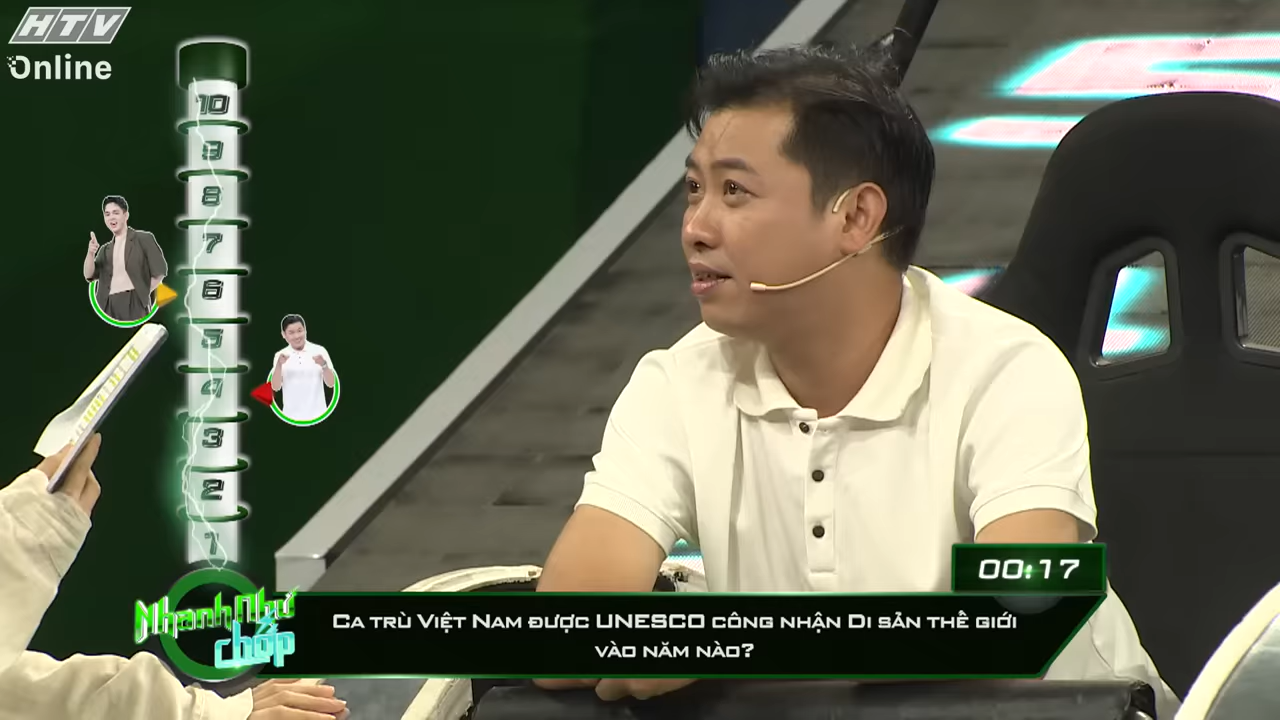 HTV
Online
10
9
8
7
6
5
4
3
2
1
00:17
Nhanh Như
chớp
Ca trù Việt Nam được UNESCO công nhận Di sản thế giới
vào năm nào?